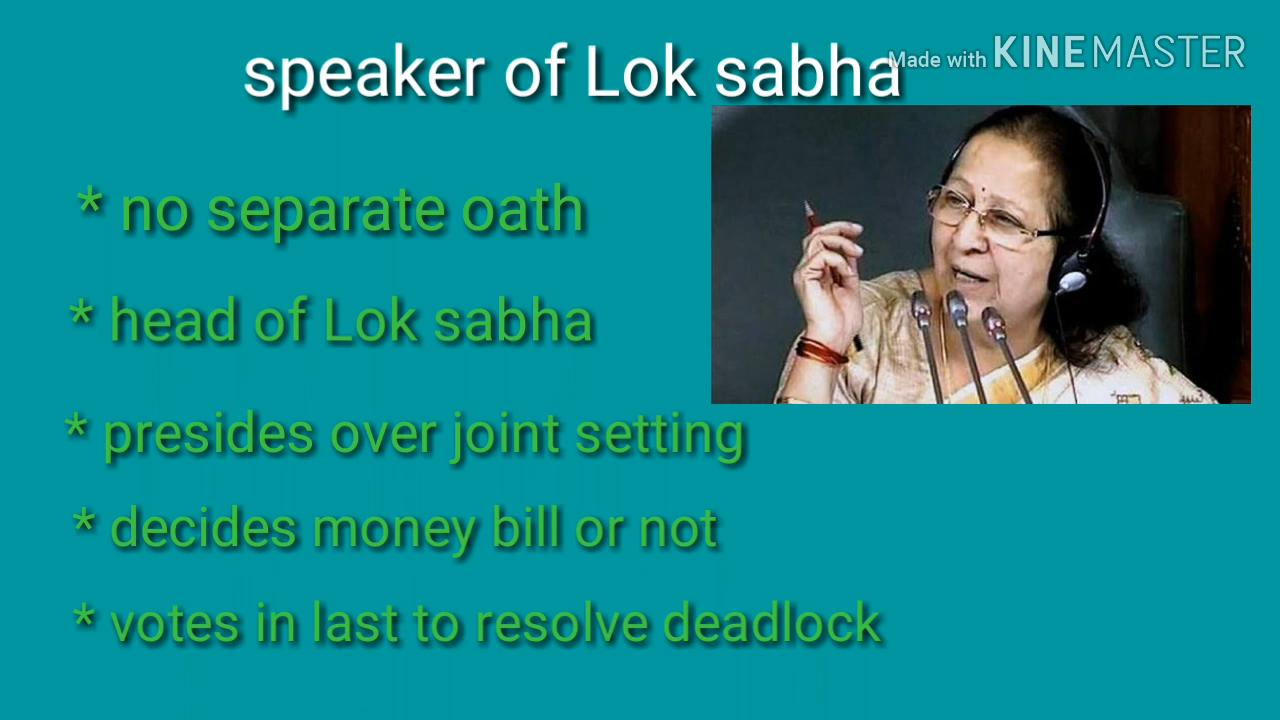 speaker of Lok sabha
Made with KINEMASTER
* no separate oath
* head of Lok sabha
* presides over joint setting
* decides money bill or not
* votes in last to resolve deadlock